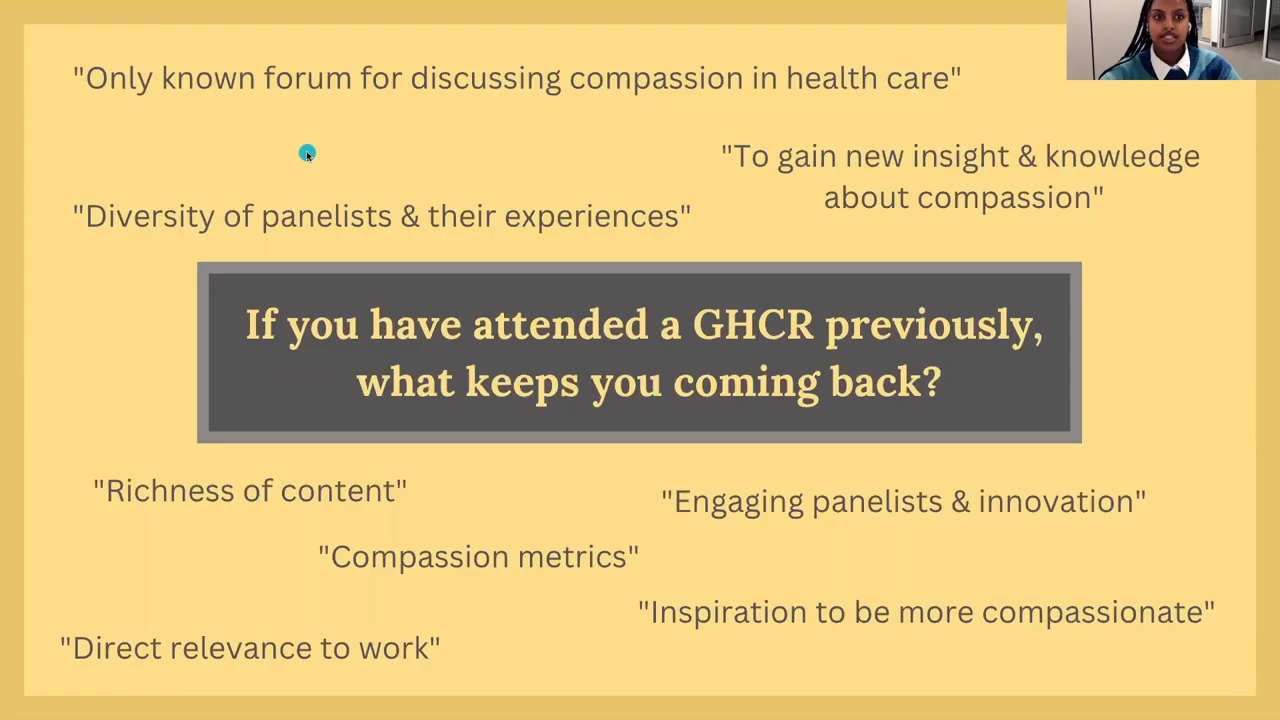 "Only known forum for discussing compassion in health care"
"To gain new insight & knowledge
about compassion"
"Diversity of panelists & their experiences"
If you have attended a GHCR previously,
what keeps you coming back?
"Richness of content"
"Engaging panelists & innovation"
"Compassion metrics"
"Inspiration to be more compassionate"
"Direct relevance to work"